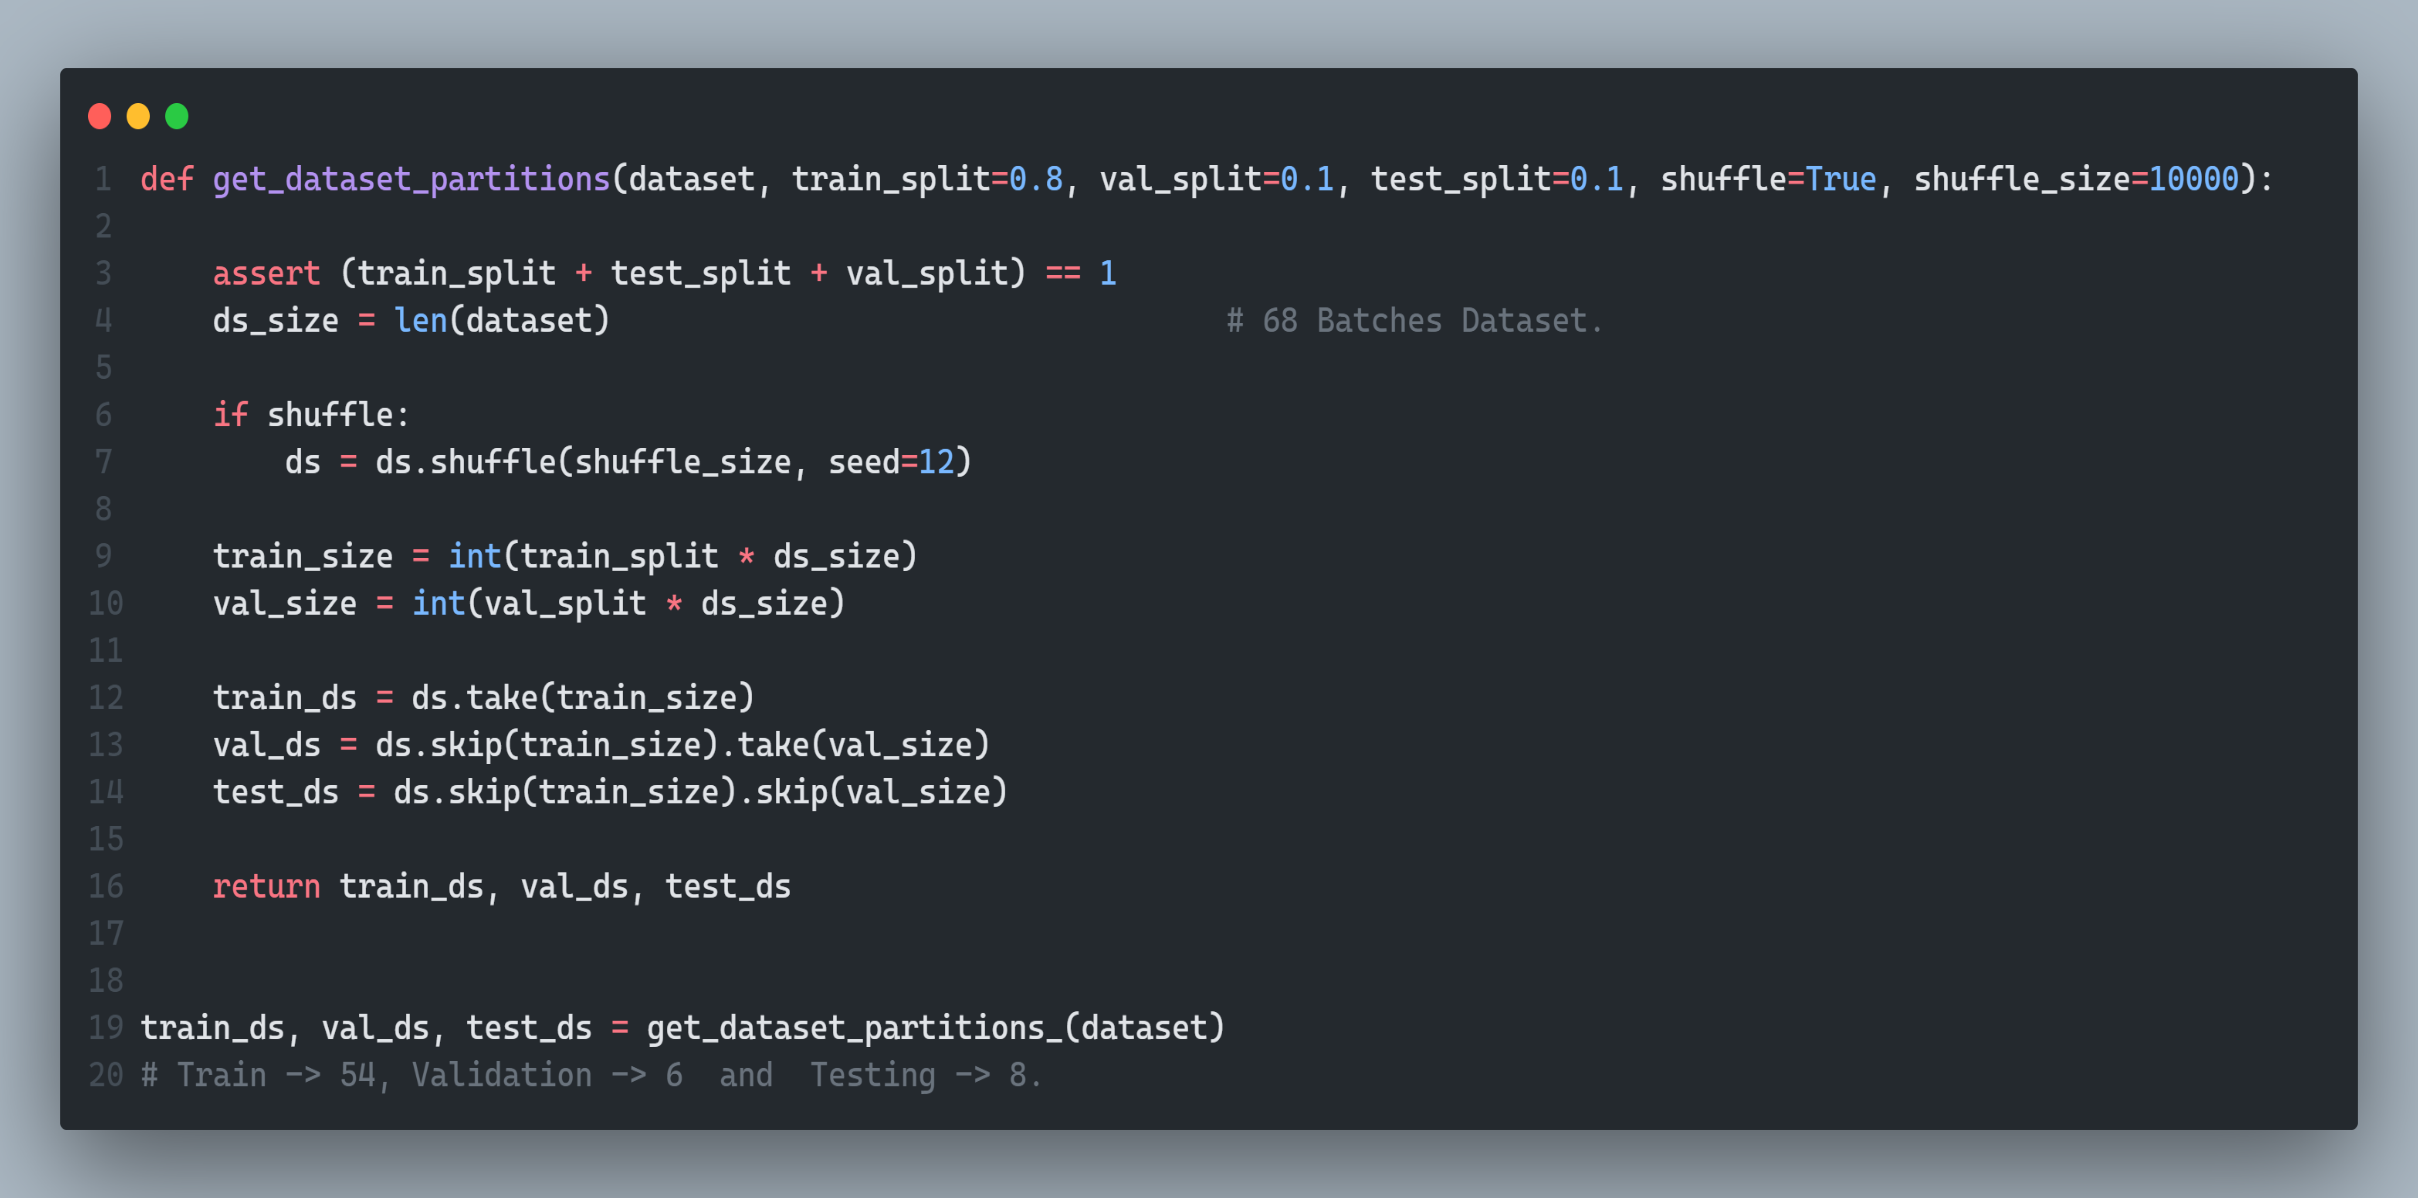 1 def get_dataset_partitions(dataset, train_split=0.8, val_split=0.1, test_split=0.1, shuffle=True, shuffle_size=10000):
2
3     assert (train_split + test_split + val_split) == 1
4     ds_size = len(dataset)                                  # 68 Batches Dataset.
5
6     if shuffle:
7         ds = ds.shuffle(shuffle_size, seed=12)
8
9     train_size = int(train_split * ds_size)
10     val_size = int(val_split * ds_size)
11
12     train_ds = ds.take(train_size)
13     val_ds = ds.skip(train_size).take(val_size)
14     test_ds = ds.skip(train_size).skip(val_size)
15
16     return train_ds, val_ds, test_ds
17
18
19 train_ds, val_ds, test_ds = get_dataset_partitions_(dataset)
20 # Train -> 54, Validation -> 6  and  Testing -> 8.